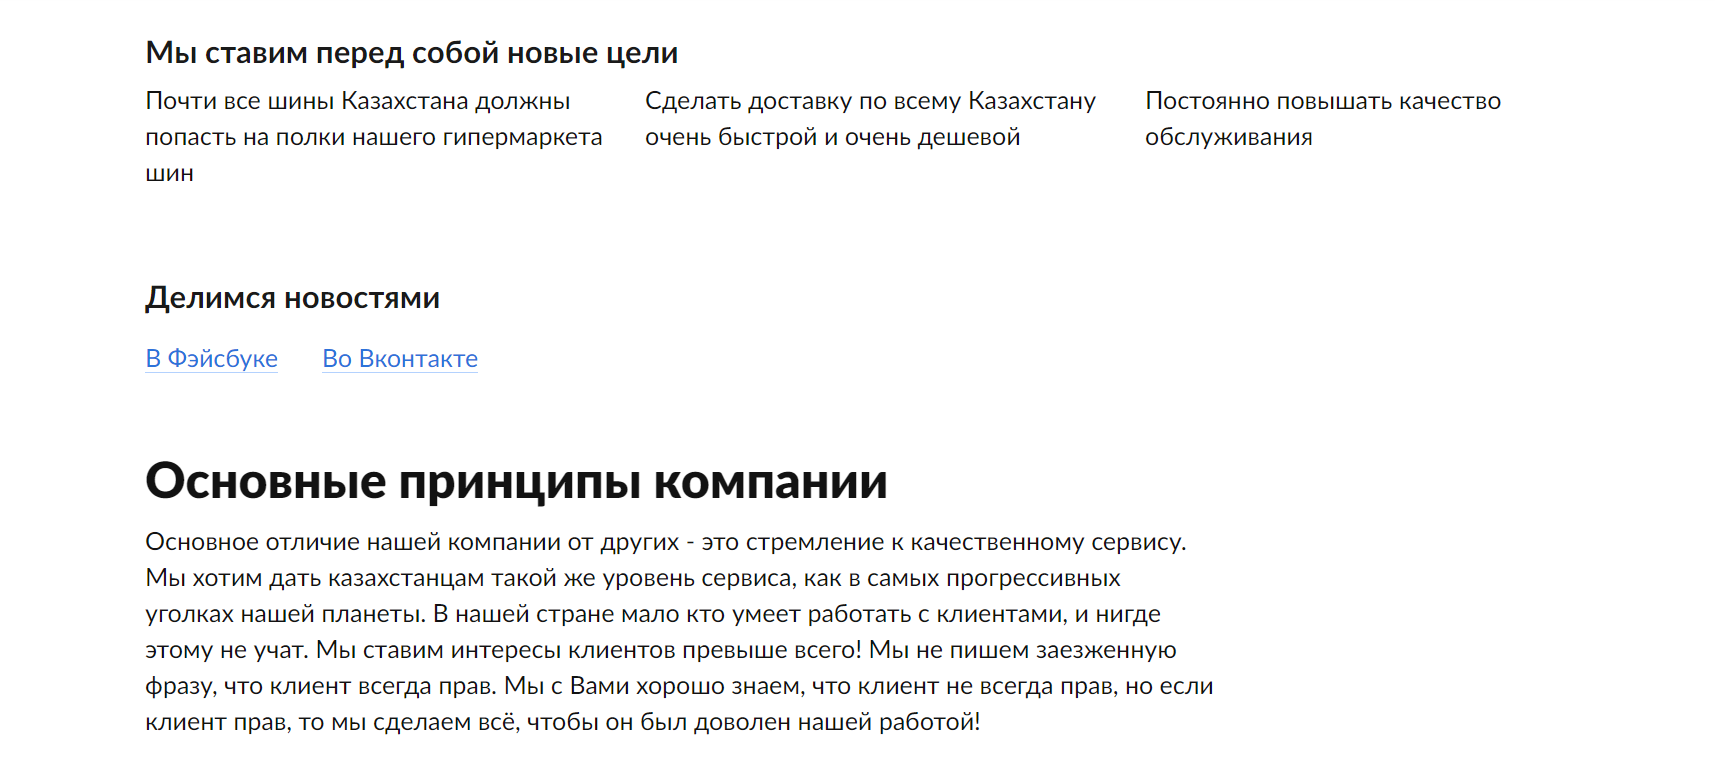 Мы ставим перед собой новые цели
Почти все шины Казахстана должны
попасть на полки нашего гипермаркета
шин
Сделать доставку по всему Казахстану
очень быстрой и очень дешевой
Постоянно повышать качество
обслуживания
Делимся новостями
В Фэйсбуке Во Вконтакте
Основные принципы компании
Основное отличие нашей компании от других - это стремление к качественному сервису.
Мы хотим дать казахстанцам такой же уровень сервиса, как в самых прогрессивных
уголках нашей планеты. В нашей стране мало кто умеет работать с клиентами, и нигде
этому не учат. Мы ставим интересы клиентов превыше всего! Мы не пишем заезженную
фразу, что клиент всегда прав. Мы с Вами хорошо знаем, что клиент не всегда прав, но если
клиент прав, то мы сделаем всё, чтобы он был доволен нашей работой!